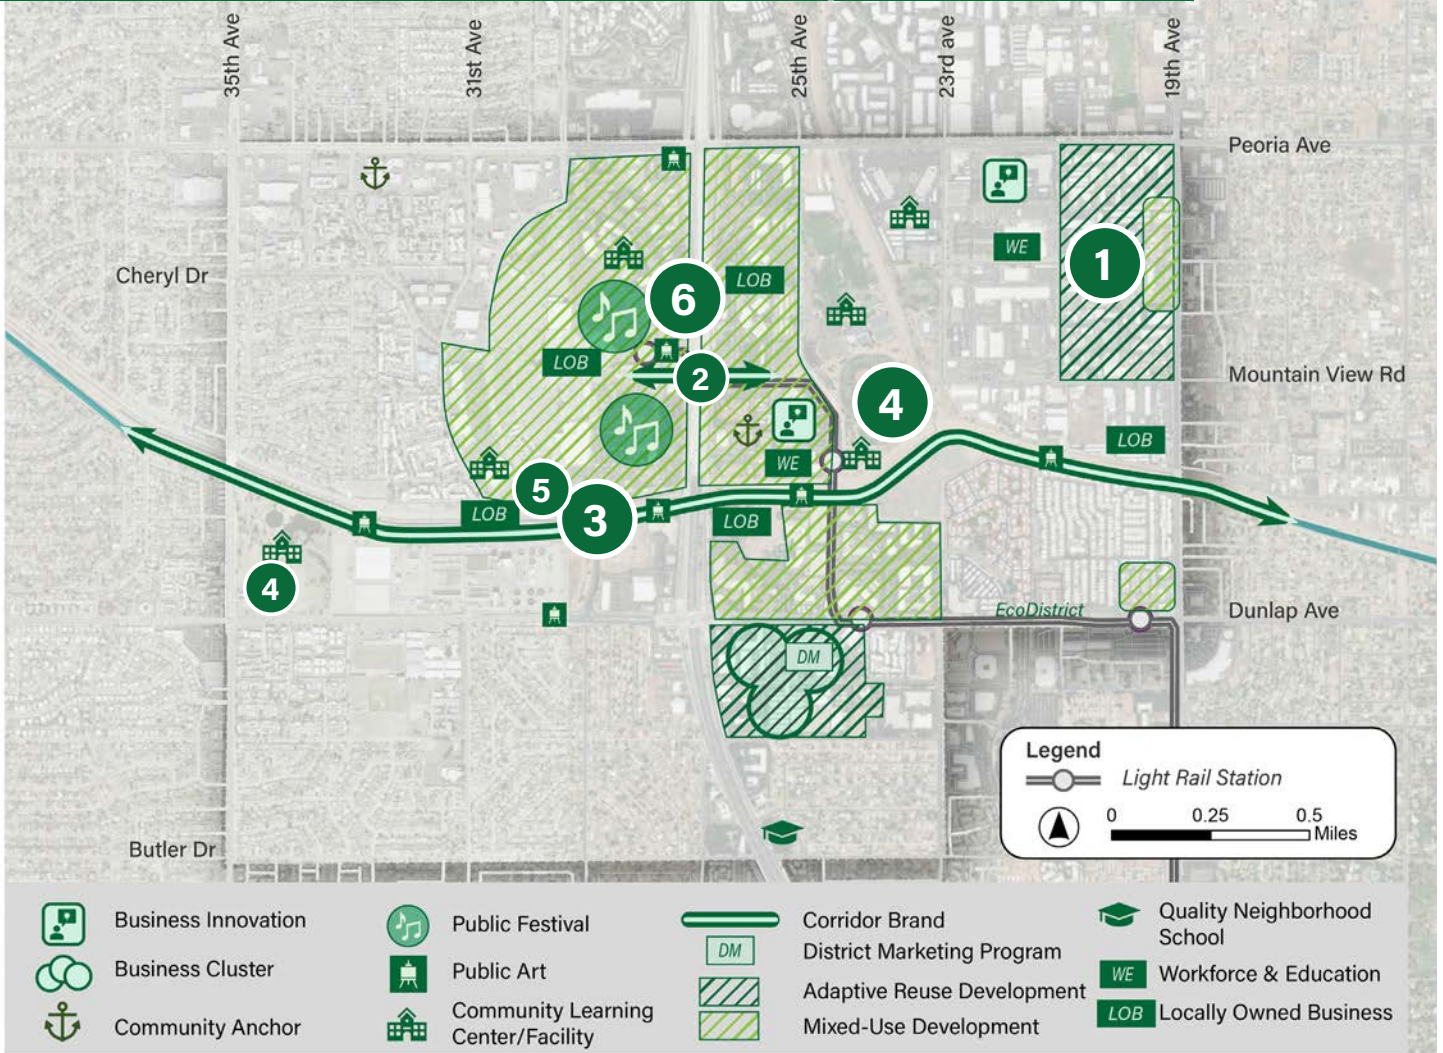 35th Ave
31st Ave
25th Ave
23rd ave
19th Ave
Peoria Ave
WE
1
Cheryl Dr
LOB
6
LOB
2
Mountain View Rd
4
LOB
WE
5
LOB
3
LOB
4
EcoDistrict
Dunlap Ave
DM
Legend
Light Rail Station
0 0.25 0.5
Miles
Butler Dr
Business Innovation
Business Cluster
Community Anchor
Public Festival
Public Art
Community Learning
Center/Facility
Corridor Brand
DM District Marketing Program
Adaptive Reuse Development
Mixed-Use Development
Quality Neighborhood
School
WE Workforce & Education
LOB Locally Owned Business